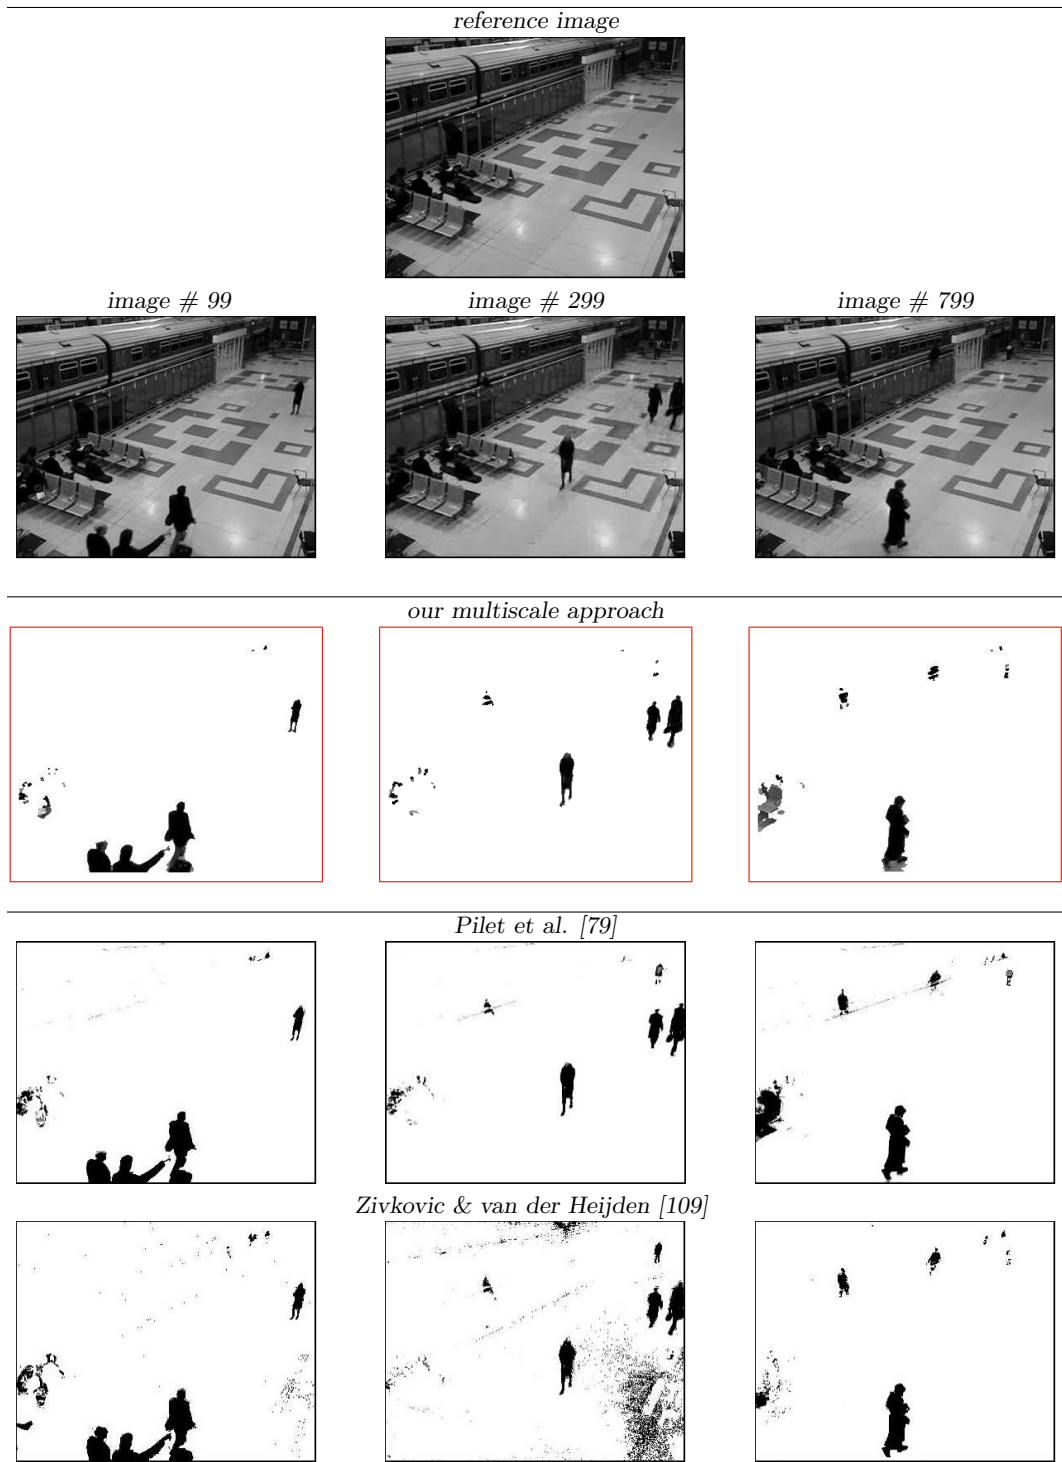 reference image
image # 99
image # 299
image # 799
our multiscale approach
Pilet et al. [79]
Zivkovic & van der Heijden [109]